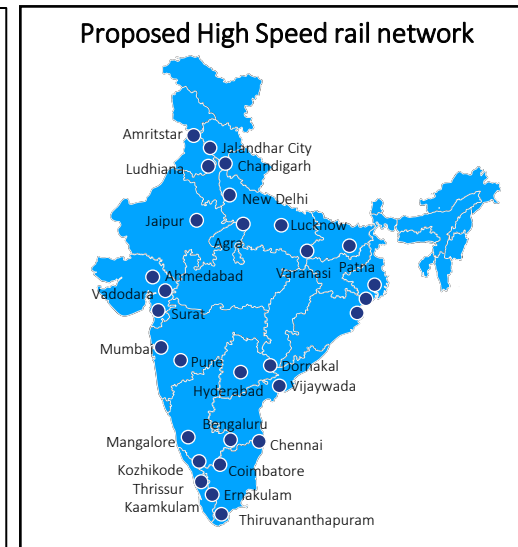 Proposed High Speed rail network
Amritstar
Jalandhar City
Ludhiana
Chandigarh
New Delhi
Jaipur
Lucknow
Agra
Varanasi
Patna
Ahmedabad
Vadodara
Surat
Mumbai
Pune
Dornakal
Hyderabad
Vijaywada
Bengaluru
Mangalore
Chennai
Kozhikode
Coimbatore
Thrissur
Ernakulam
Kaamkulam
Thiruvananthapuram